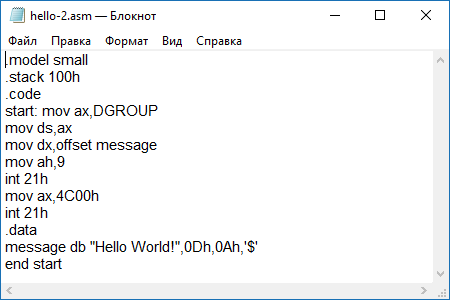 hello-2.asm — Блокнот
Файл Правка Формат Вид Справка
.model small
.stack 100h
.code
start: mov ax,DGROUP
mov ds,ax
mov dx,offset message
mov ah,9
int 21h
mov ax,4C00h
int 21h
.data
message db "Hello World!",0Dh,0Ah,'$'
end start